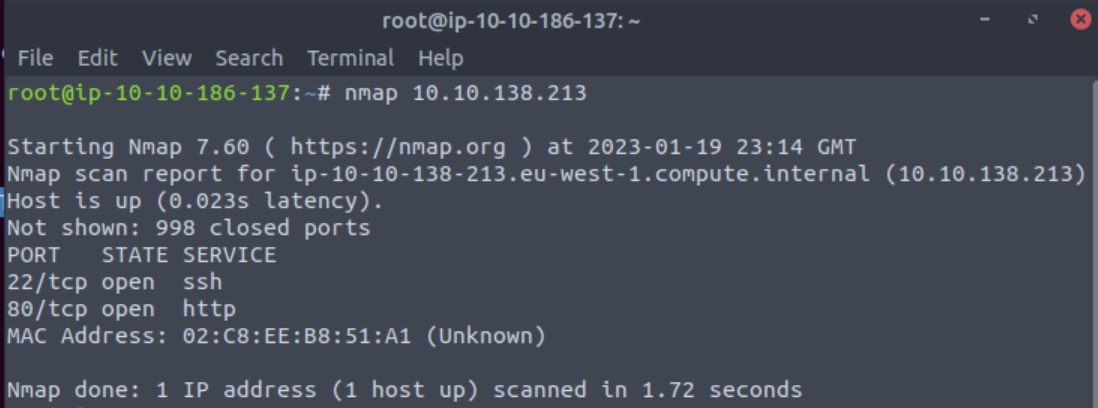 root@ip-10-10-186-137: ~
File Edit View Search Terminal Help
root@ip-10-10-186-137:~# nmap 10.10.138.213
Starting Nmap 7.60 ( https://nmap.org ) at 2023-01-19 23:14 GMT
Nmap scan report for ip-10-10-138-213.eu-west-1.compute.internal (10.10.138.213)
Host is up (0.023s latency).
Not shown: 998 closed ports
PORT   STATE SERVICE
22/tcp open  ssh
80/tcp open  http
MAC Address: 02:C8:EE:B8:51:A1 (Unknown)
Nmap done: 1 IP address (1 host up) scanned in 1.72 seconds